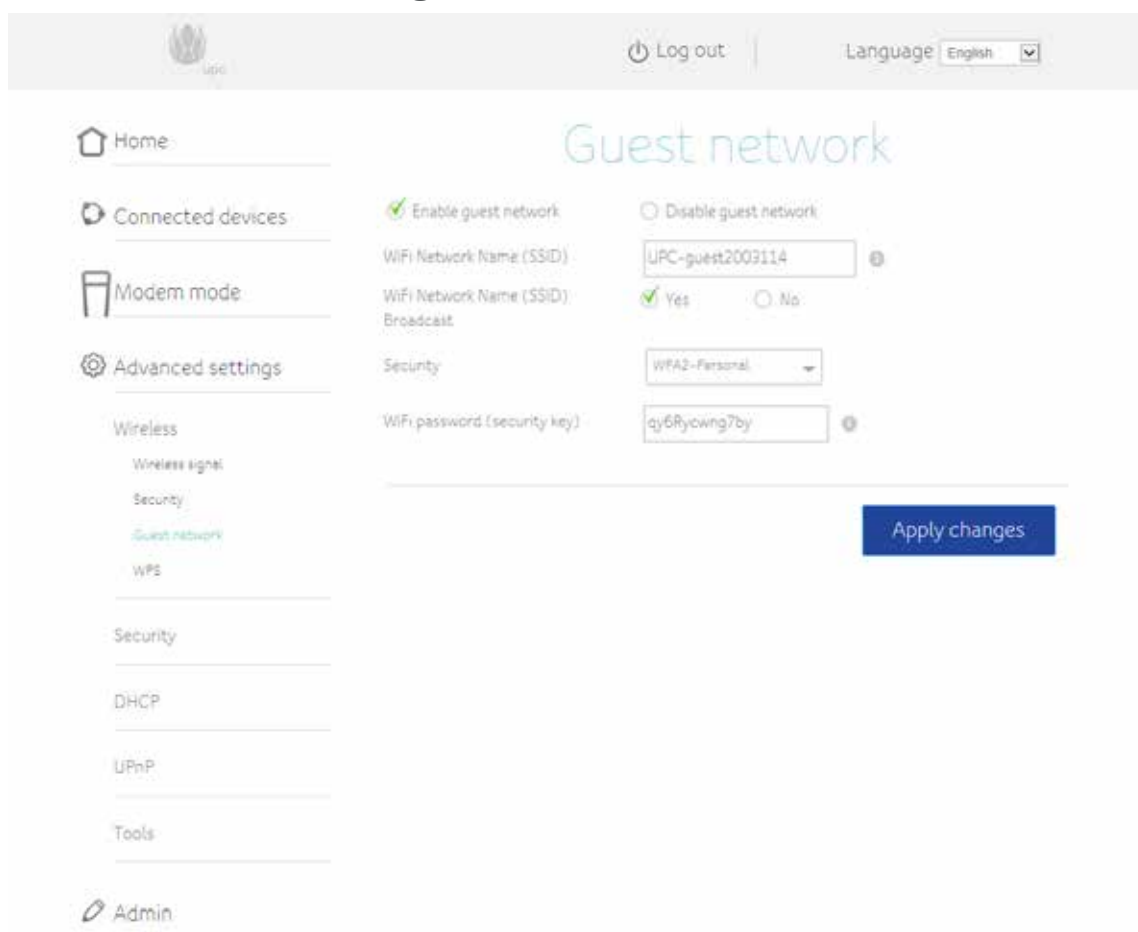 upc
Log out
Language English
Home
Guest network
Connected devices
Enable guest network
Disable guest network
WiFi Network Name (SSID)
UPC-guest2003114
Modem mode
WiFi Network Name (SSID)
Broadcast
Yes
No
Advanced settings
Security
WPA2-Personal
Wireless
WiFi password (security key)
qy6Rycwng7by
Wireless signal
Security
Guest network
Apply changes
WPS
Security
DHCP
UPnP
Tools
Admin